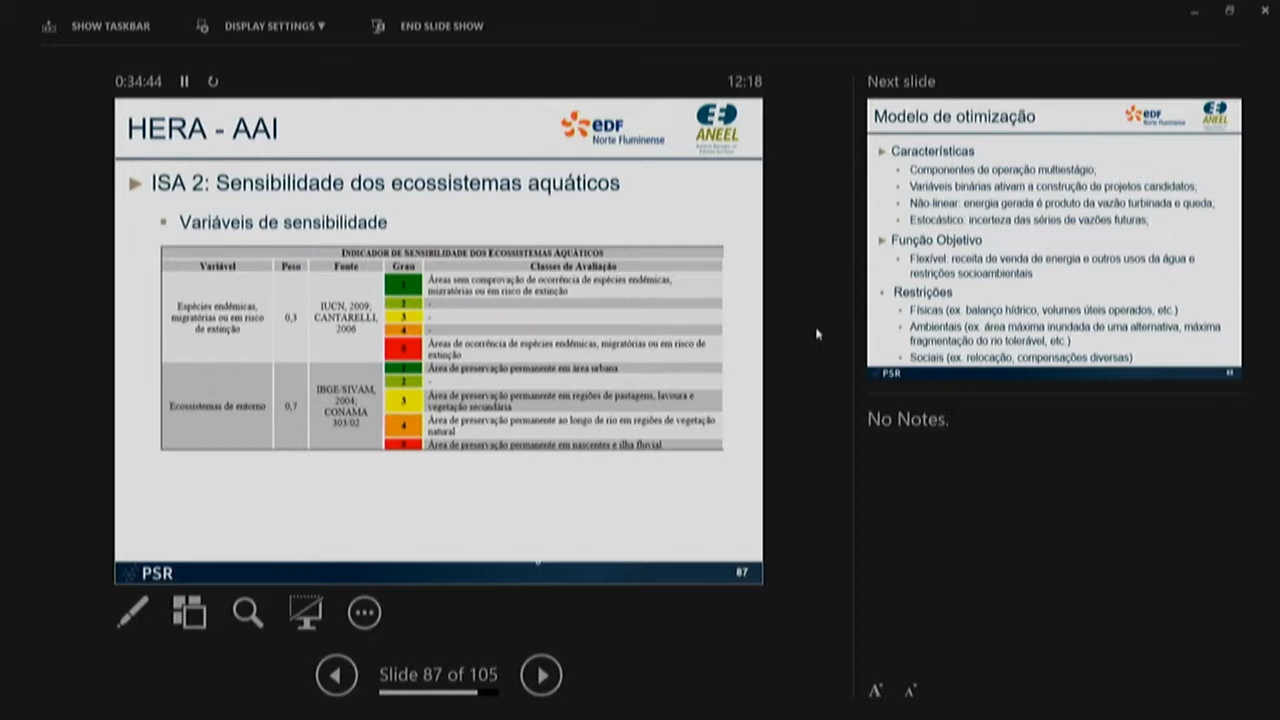 SHOW TASKBAR
DISPLAY SETTINGS ▼
END SLIDE SHOW
0:34:44
12:18
HERA - AAI
edf
Norte Fluminense
ANEEL
ISA 2: Sensibilidade dos ecossistemas aquáticos
Variáveis de sensibilidade
INDICADOR DE SENSIBILIDADE DOS ECOSSISTEMAS AQUÁTICOS
Variável Peso Fonte Grau Classes de Avaliação
Espécies endêmicas, migratórias ou em risco de extinção
0,3
IUCN, 2009; CANTARELLI, 2006
1 Áreas sem comprovação de ocorrência de espécies endêmicas,
migratórias ou em risco de extinção
2 -
3 -
4 -
5 Áreas de ocorrência de espécies endêmicas, migratórias ou em risco de
extinção
Ecossistemas de entorno
0,7
IBGE/SIVAM, 2004; CONAMA 303/02
1 Área de preservação permanente em área urbana
2 -
3 Área de preservação permanente em regiões de pastagens, lavoura e
vegetação secundária
4 Área de preservação permanente ao longo de rio em regiões de vegetação
natural
5 Área de preservação permanente em nascentes e ilha fluvial
PSR
87
Slide 87 of 105
Next slide
Modelo de otimização
edf
Norte Fluminense
ANEEL
Características
Componentes de operação multiestágio;
Variáveis binárias ativam a construção de projetos candidatos;
Não-linear: energia gerada é produto da vazão turbinada e queda;
Estocástico: incerteza das séries de vazões futuras;
Função Objetivo
Flexível: receita de venda de energia e outros usos da água e
restrições socioambientais
Restrições
Físicas (ex. balanço hídrico, volumes úteis operados, etc.)
Ambientais (ex. área máxima inundada de uma alternativa, máxima
fragmentação do rio tolerável, etc.)
Sociais (ex. relocação, compensações diversas)
PSR
88
No Notes.
A A